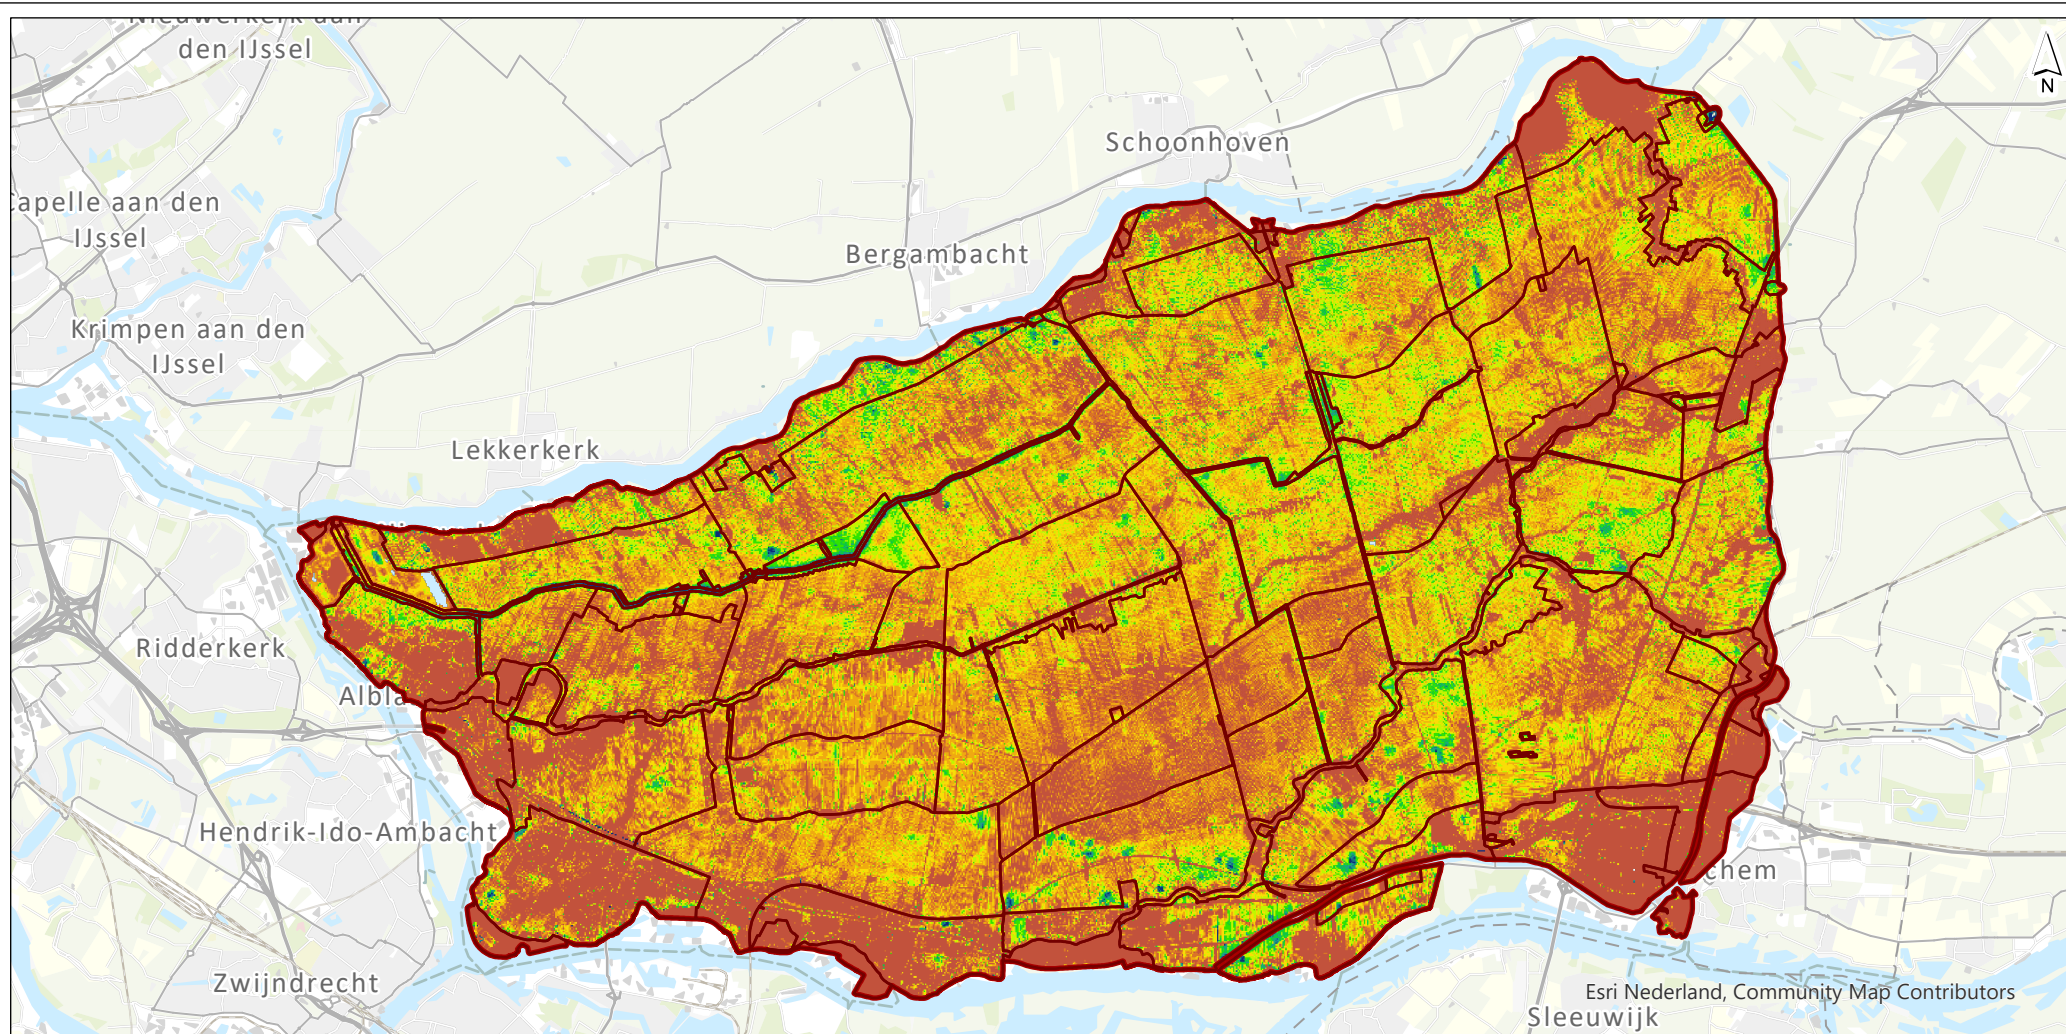 den IJssel
N
Schoonhoven
Capelle aan den
IJssel
Bergambacht
Krimpen aan den
IJssel
Lekkerkerk
Ridderkerk
Albla
Hendrik-Ido-Ambacht
chem
Zwijndrecht
Esri Nederland, Community Map Contributors
Sleeuwijk